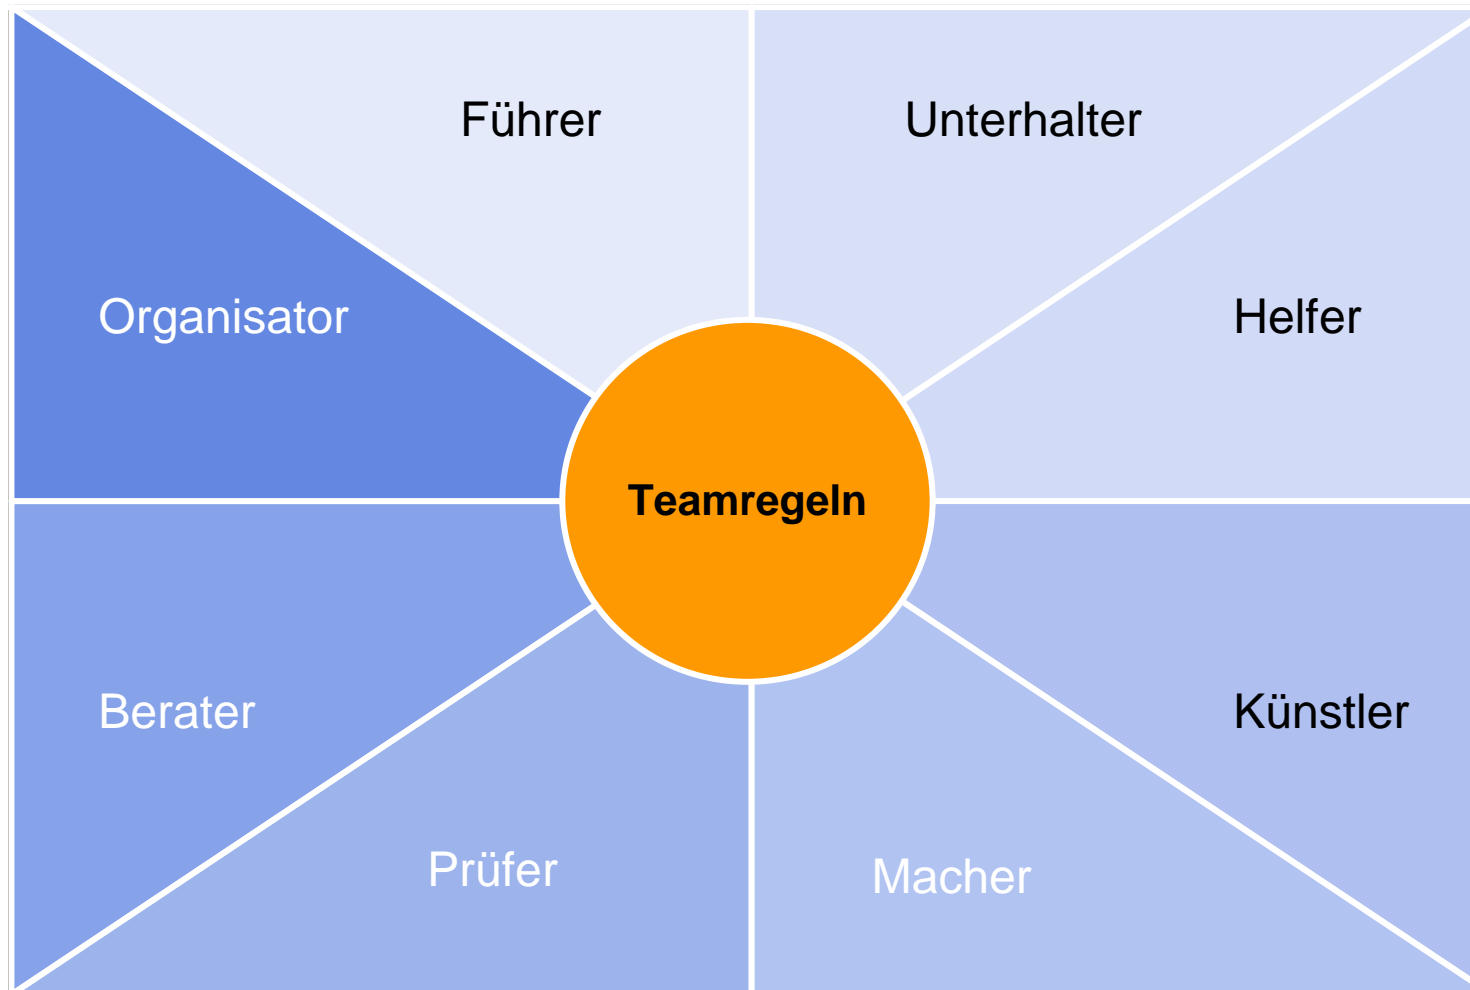 Führer
Unterhalter
Organisator
Helfer
Teamregeln
Berater
Künstler
Prüfer
Macher